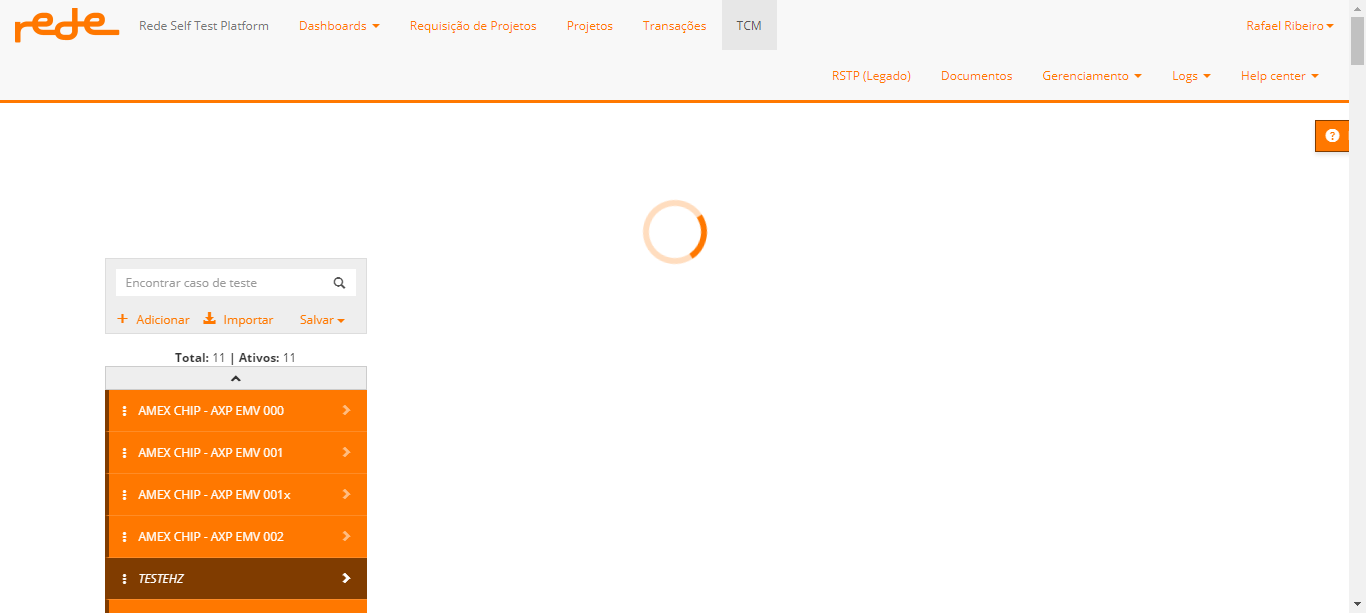 rede Rede Self Test Platform Dashboards Requisição de Projetos Projetos Transações TCM Rafael Ribeiro
RSTP (Legado) Documentos Gerenciamento Logs Help center
Encontrar caso de teste
Adicionar Importar Salvar
Total: 11 | Ativos: 11
AMEX CHIP - AXP EMV 000
AMEX CHIP - AXP EMV 001
AMEX CHIP - AXP EMV 001x
AMEX CHIP - AXP EMV 002
TESTEHZ